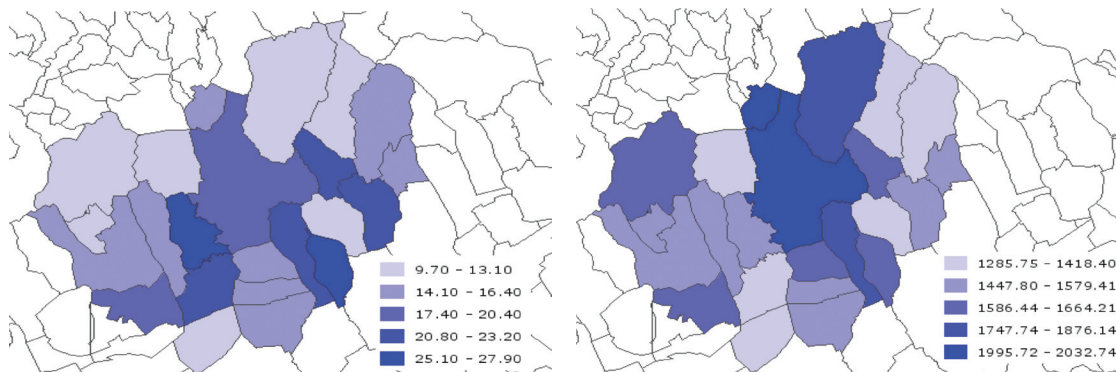 9.70 - 13.10
14.10 - 16.40
17.40 - 20.40
20.80 - 23.20
25.10 - 27.90
1285.75 - 1418.40
1447.80 - 1579.41
1586.44 - 1664.21
1747.74 - 1876.14
1995.72 - 2032.74